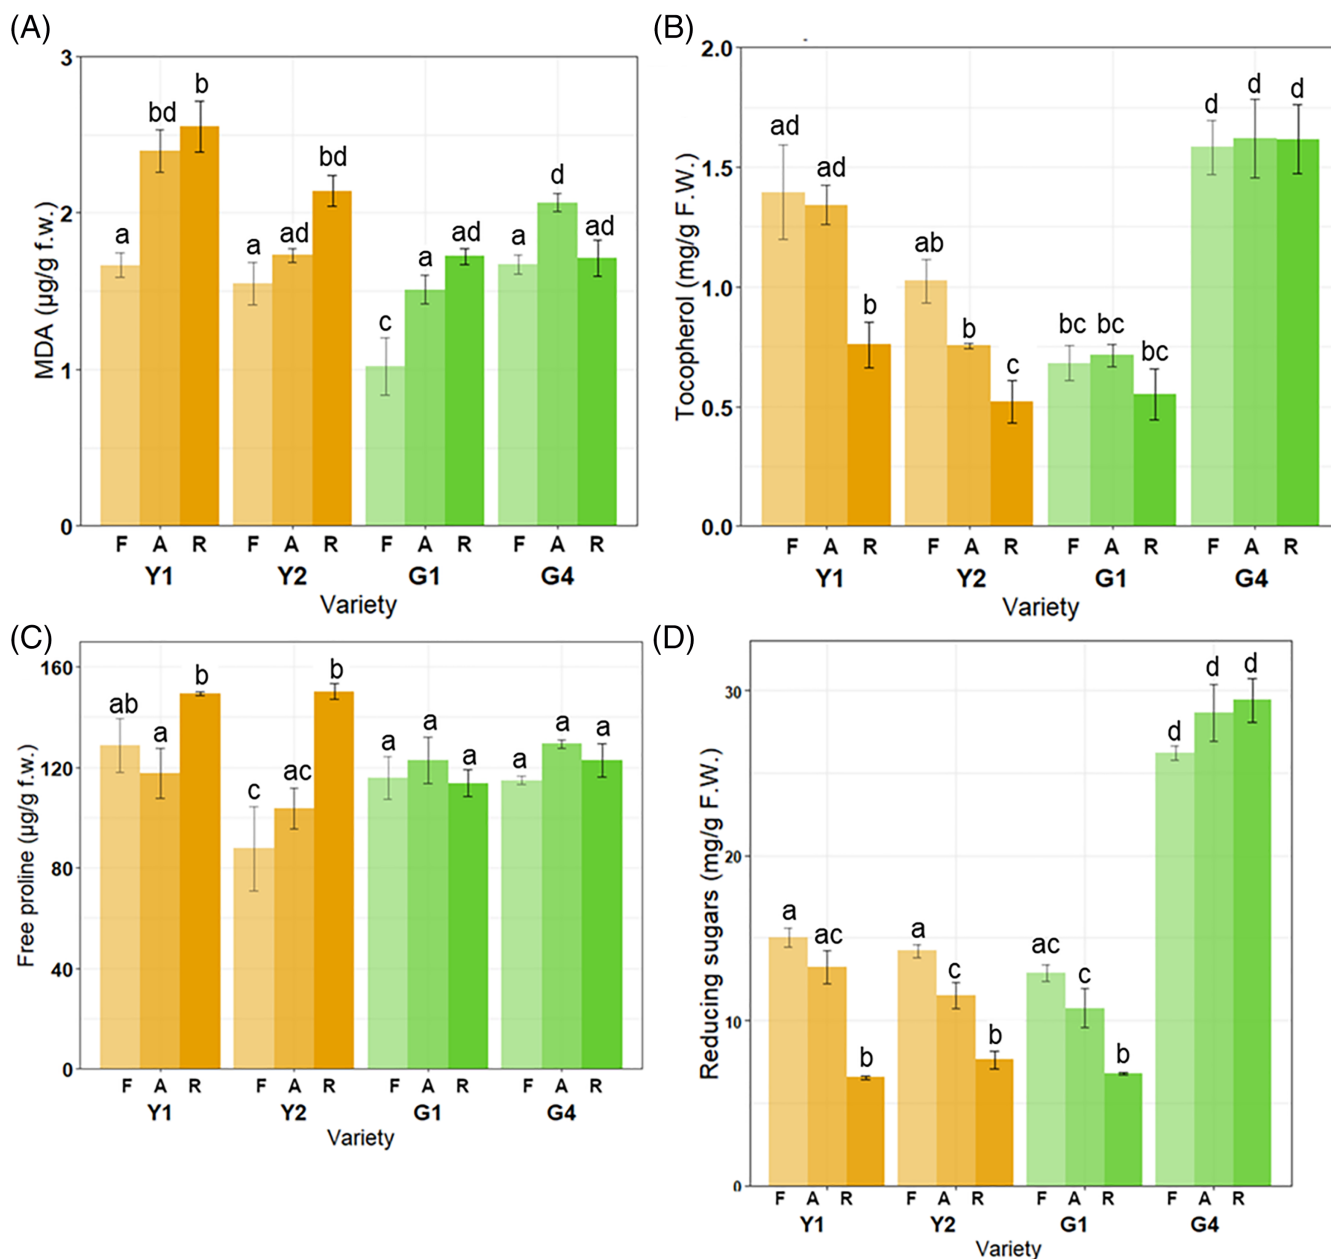 (A)
3
2
1
0
MDA (µg/g f.w.)
a bd b
a ad bd
c a ad
a d ad
F A R F A R F A R F A R
Y1 Y2 G1 G4
Variety
(B)
2.0
1.5
1.0
0.5
0.0
Tocopherol (mg/g F.W.)
ad ad b
ab b c
bc bc bc
d d d
F A R F A R F A R F A R
Y1 Y2 G1 G4
Variety
(C)
160
120
80
40
0
Free proline (µg/g f.w.)
ab a b
c ac b
a a a
a a a
F A R F A R F A R F A R
Y1 Y2 G1 G4
Variety
(D)
30
20
10
0
Reducing sugars (mg/g F.W.)
a ac b
a c b
ac c b
d d d
F A R F A R F A R F A R
Y1 Y2 G1 G4
Variety